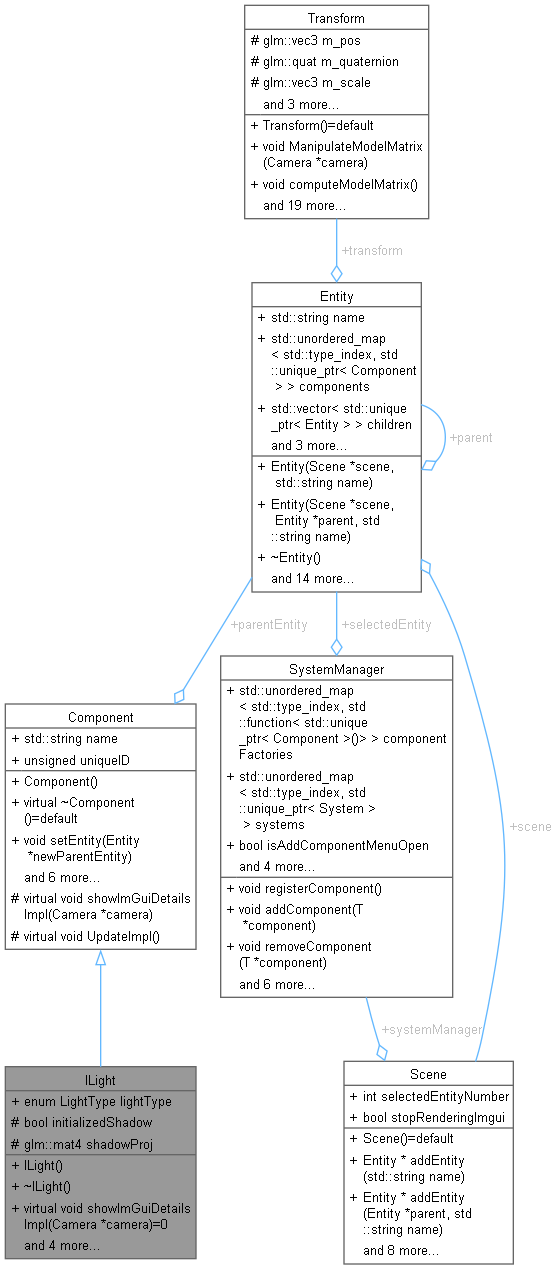 Transform
# glm::vec3 m_pos
# glm::quat m_quaternion
# glm::vec3 m_scale
and 3 more...
+ Transform()=default
+ void ManipulateModelMatrix
(Camera *camera)
+ void computeModelMatrix()
and 19 more...
+transform
Entity
+ std::string name
+ std::unordered_map
< std::type_index, std
::unique_ptr< Component
> > components
+ std::vector< std::unique
_ptr< Entity > > children
and 3 more...
+ Entity(Scene *scene,
std::string name)
+ Entity(Scene *scene,
Entity *parent, std
::string name)
+ ~Entity()
and 14 more...
+parent
+parentEntity
+selectedEntity
SystemManager
+ std::unordered_map
< std::type_index, std
::function< std::unique
_ptr< Component >()> > component
Factories
+ std::unordered_map
< std::type_index, std
::unique_ptr< System >
> > systems
+ bool isAddComponentMenuOpen
and 4 more...
+ void registerComponent()
+ void addComponent(T
*component)
+ void removeComponent
(T *component)
and 6 more...
Component
+ std::string name
+ unsigned uniqueID
+ Component()
+ virtual ~Component
()=default
+ void setEntity(Entity
*newParentEntity)
and 6 more...
# virtual void showImGuiDetails
Impl(Camera *camera)
# virtual void UpdateImpl()
+scene
+systemManager
ILight
+ enum LightType lightType
# bool initializedShadow
# glm::mat4 shadowProj
+ ILight()
+ ~ILight()
+ virtual void showImGuiDetails
Impl(Camera *camera)=0
and 4 more...
Scene
+ int selectedEntityNumber
+ bool stopRenderingImgui
+ Scene()=default
+ Entity * addEntity
(std::string name)
+ Entity * addEntity
(Entity *parent, std
::string name)
and 8 more...